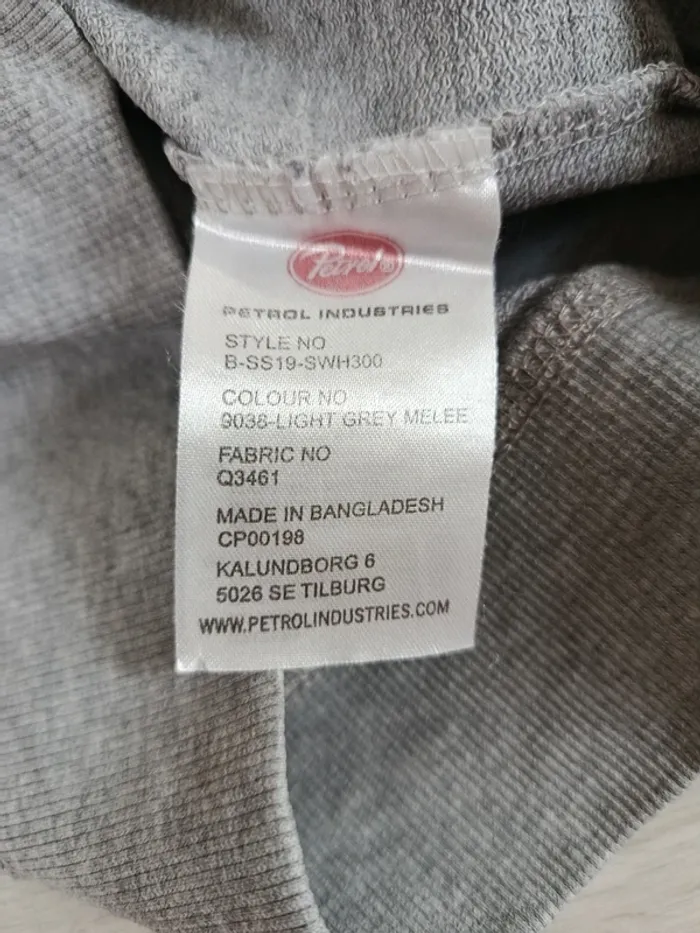 Petrol®
PETROL INDUSTRIES
STYLE NO
B-SS19-SWH300
COLOUR NO
9038-LIGHT GREY MELEE
FABRIC NO
Q3461
MADE IN BANGLADESH
CP00198
KALUNDBORG 6
5026 SE TILBURG
WWW.PETROLINDUSTRIES.COM